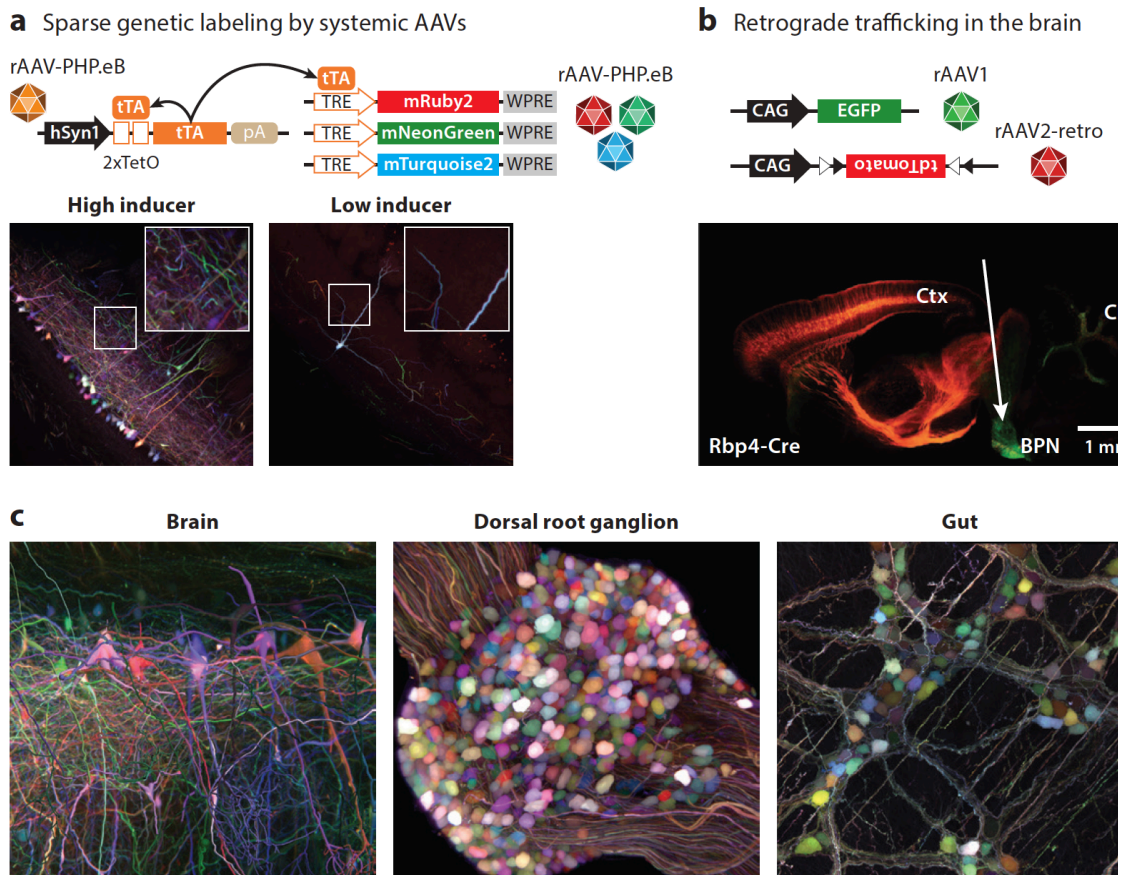 a Sparse genetic labeling by systemic AAVs
rAAV-PHP.eB
tTA
hSyn1
tTA
pA
2xTetO
tTA
TRE mRuby2 WPRE
TRE mNeonGreen WPRE
TRE mTurquoise2 WPRE
rAAV-PHP.eB
High inducer
Low inducer
b Retrograde trafficking in the brain
rAAV1
CAG EGFP
rAAV2-retro
CAG tdTomato
Ctx
C
Rbp4-Cre
BPN
1 m
c
Brain
Dorsal root ganglion
Gut